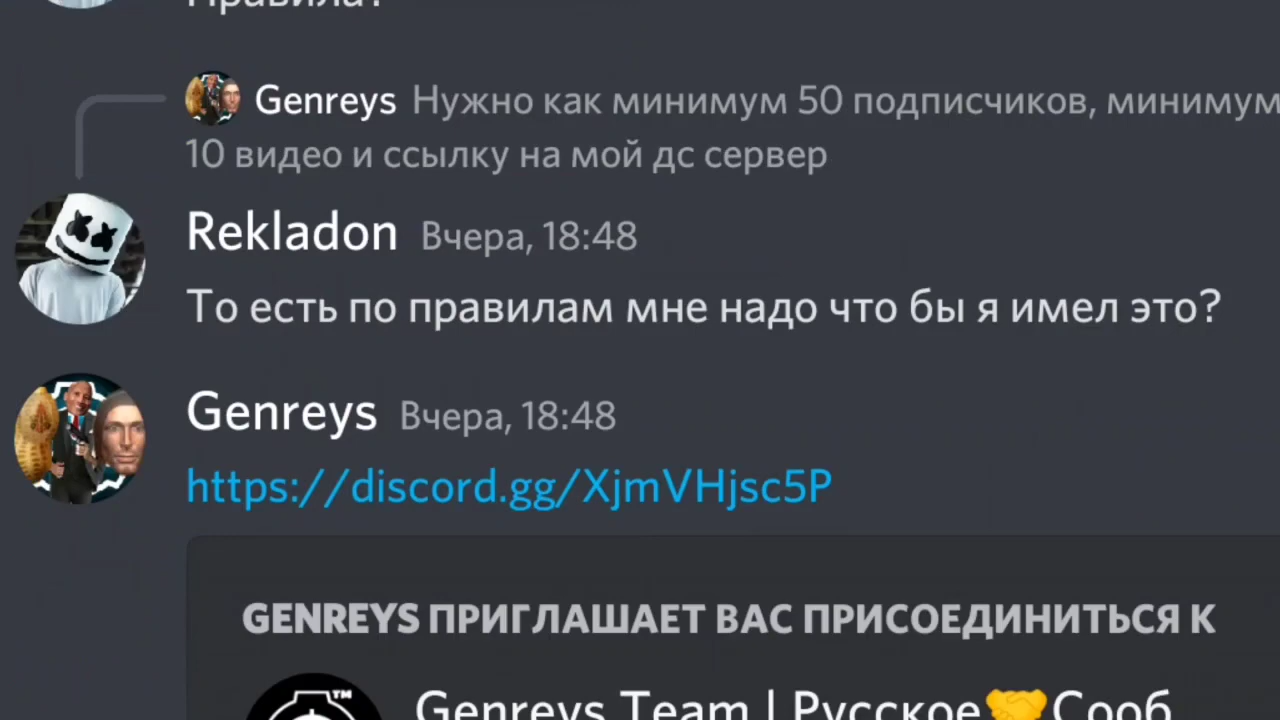 Правила?
Genreys Нужно как минимум 50 подписчиков, минимум
10 видео и ссылку на мой дс сервер
Rekladon Вчера, 18:48
То есть по правилам мне надо что бы я имел это?
Genreys Вчера, 18:48
https://discord.gg/XjmVHjsc5P
GENREYS ПРИГЛАШАЕТ ВАС ПРИСОЕДИНИТЬСЯ К
TM
Genreys Team | Русское🤝Сооб